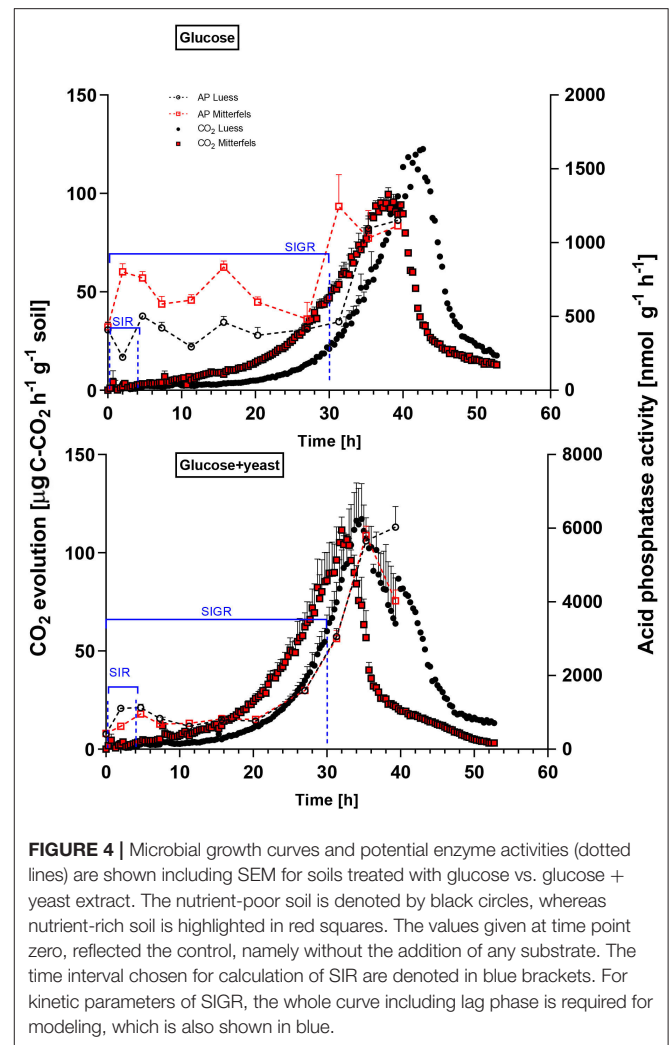 Glucose
150
100
50
0
CO₂ evolution [µg C-CO₂ h⁻¹ g⁻¹ soil]
AP Luess
AP Mitterfels
CO₂ Luess
CO₂ Mitterfels
SIGR
SIR
2000
1500
1000
500
0
Acid phosphatase activity [nmol g⁻¹ h⁻¹]
0 10 20 30 40 50 60
Time [h]
Glucose+yeast
150
100
50
0
SIGR
SIR
8000
6000
4000
2000
0
0 10 20 30 40 50 60
Time [h]
FIGURE 4 | Microbial growth curves and potential enzyme activities (dotted
lines) are shown including SEM for soils treated with glucose vs. glucose +
yeast extract. The nutrient-poor soil is denoted by black circles, whereas
nutrient-rich soil is highlighted in red squares. The values given at time point
zero, reflected the control, namely without the addition of any substrate. The
time interval chosen for calculation of SIR are denoted in blue brackets. For
kinetic parameters of SIGR, the whole curve including lag phase is required for
modeling, which is also shown in blue.